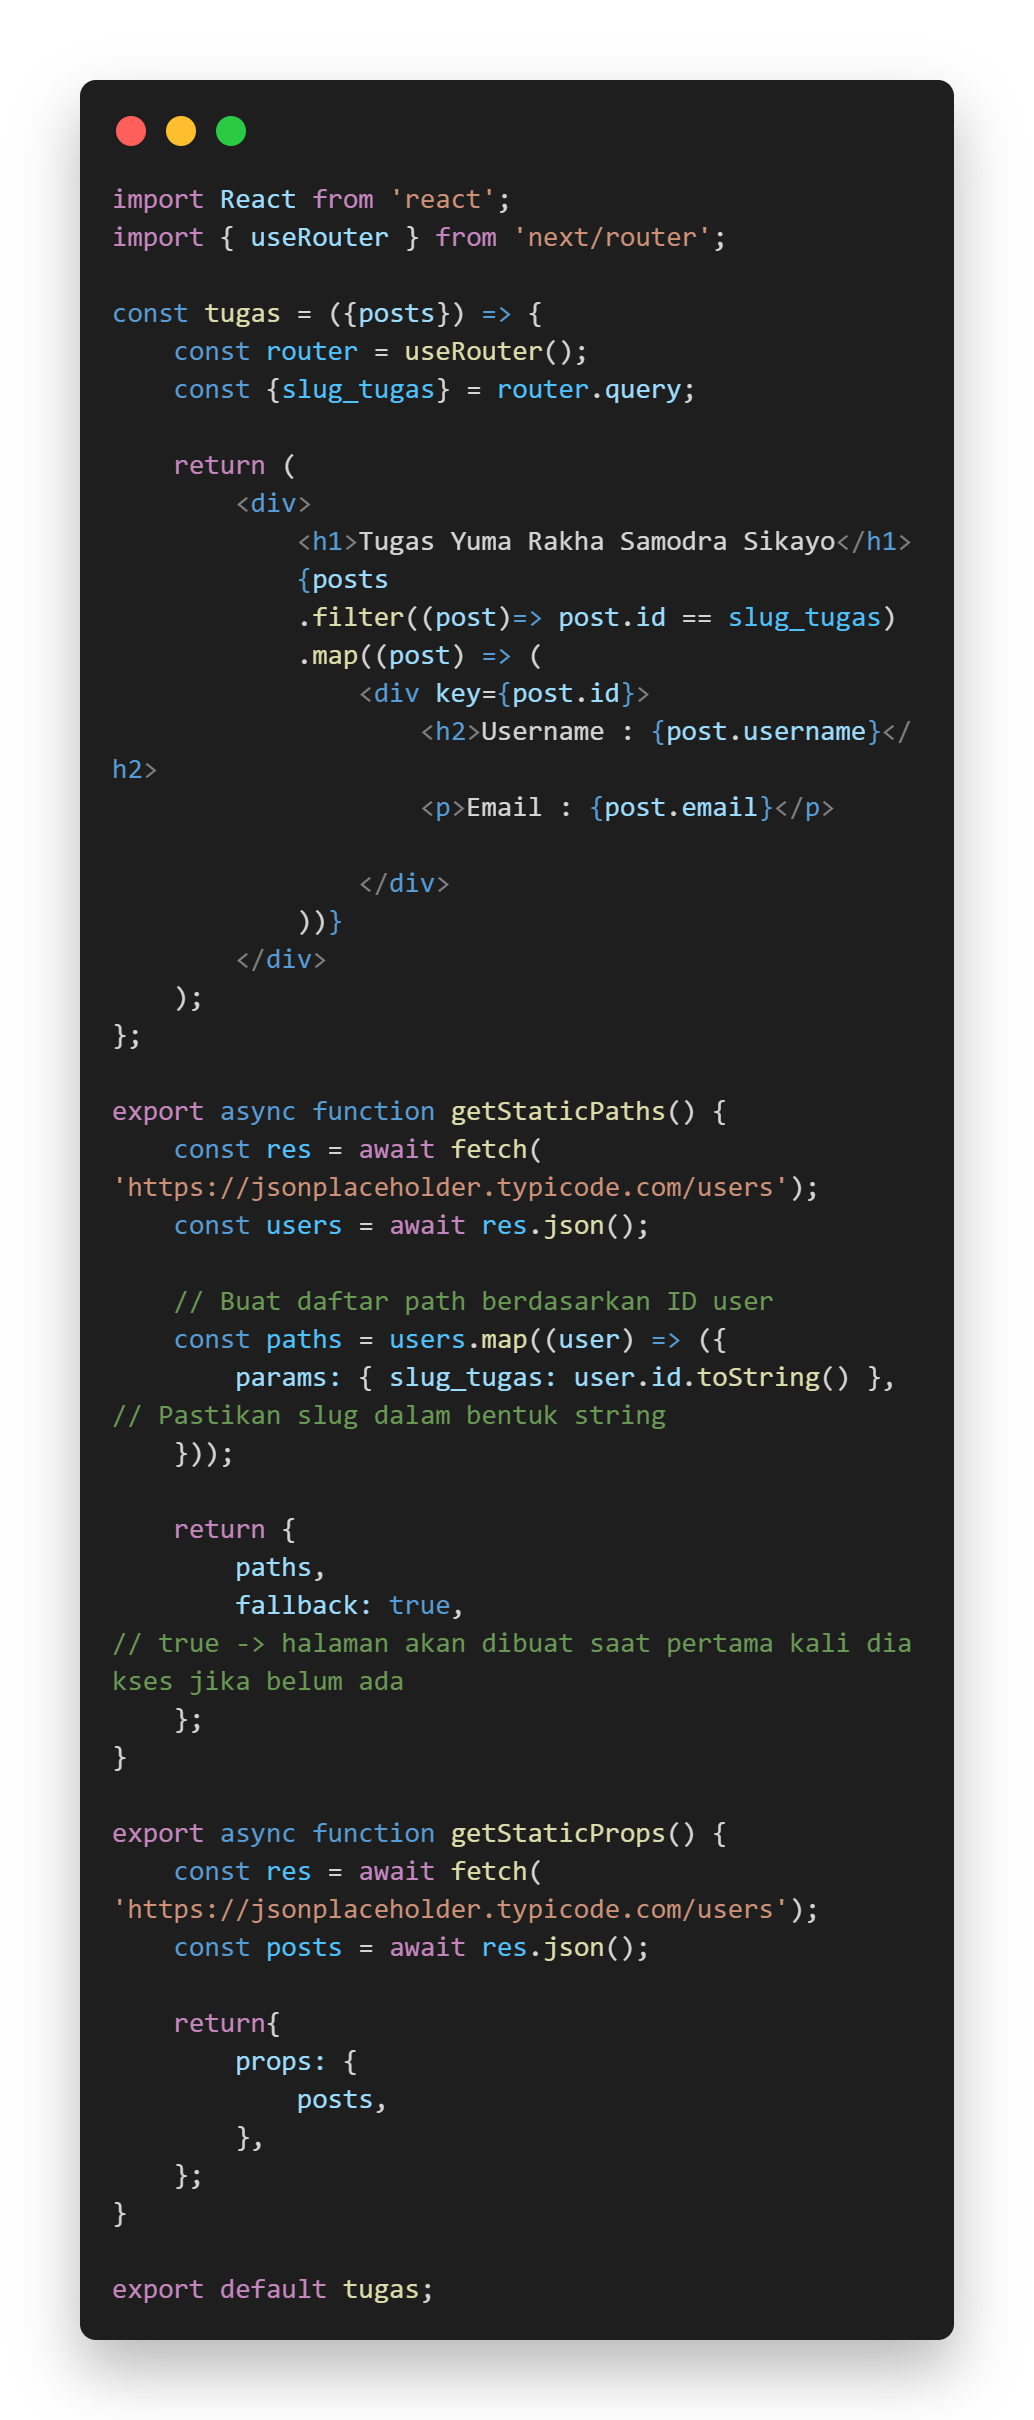 import React from 'react';
import { useRouter } from 'next/router';

const tugas = ({posts}) => {
    const router = useRouter();
    const {slug_tugas} = router.query;

    return (
        <div>
            <h1>Tugas Yuma Rakha Samodra Sikayo</h1>
            {posts
            .filter((post)=> post.id == slug_tugas)
            .map((post) => (
                <div key={post.id}>
                    <h2>Username : {post.username}</
h2>
                    <p>Email : {post.email}</p>

                </div>
            ))}
        </div>
    );
};

export async function getStaticPaths() {
    const res = await fetch(
'https://jsonplaceholder.typicode.com/users');
    const users = await res.json();

    // Buat daftar path berdasarkan ID user
    const paths = users.map((user) => ({
        params: { slug_tugas: user.id.toString() },
// Pastikan slug dalam bentuk string
    }));

    return {
        paths,
        fallback: true,
// true -> halaman akan dibuat saat pertama kali dia
kses jika belum ada
    };
}

export async function getStaticProps() {
    const res = await fetch(
'https://jsonplaceholder.typicode.com/users');
    const posts = await res.json();

    return{
        props: {
            posts,
        },
    };
}

export default tugas;